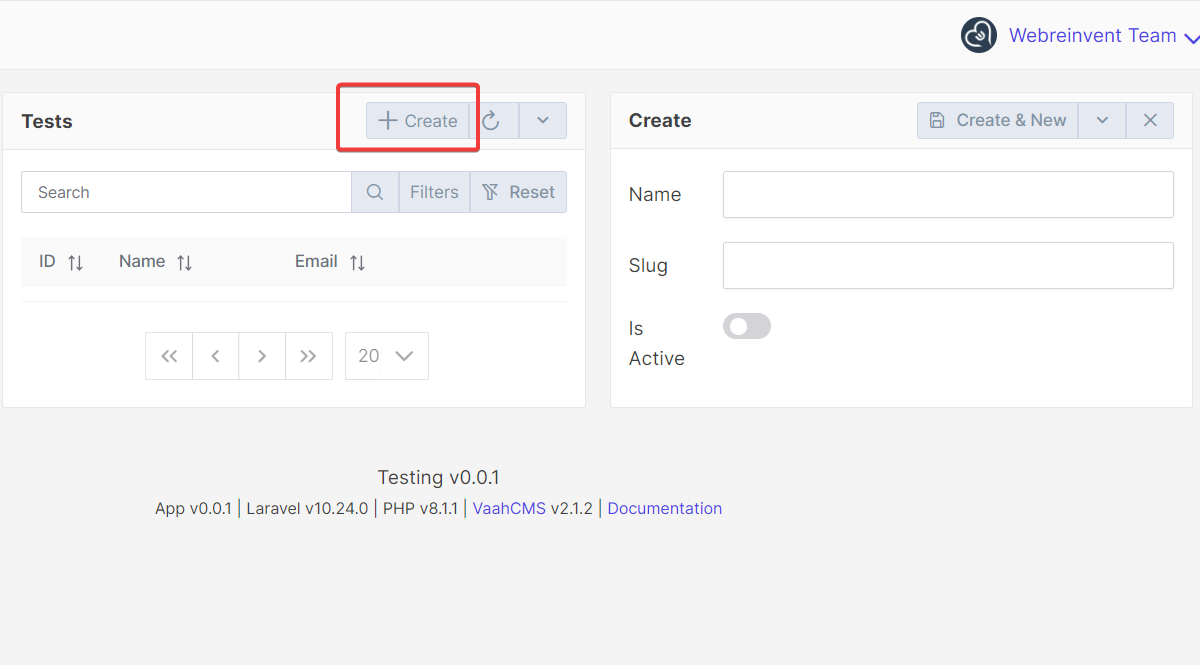 Webreinvent Team
Tests
Create
Search
Filters
Reset
ID
Name
Email
20
Create
Create & New
Name
Slug
Is
Active
Testing v0.0.1
App v0.0.1 | Laravel v10.24.0 | PHP v8.1.1 | VaahCMS v2.1.2 | Documentation